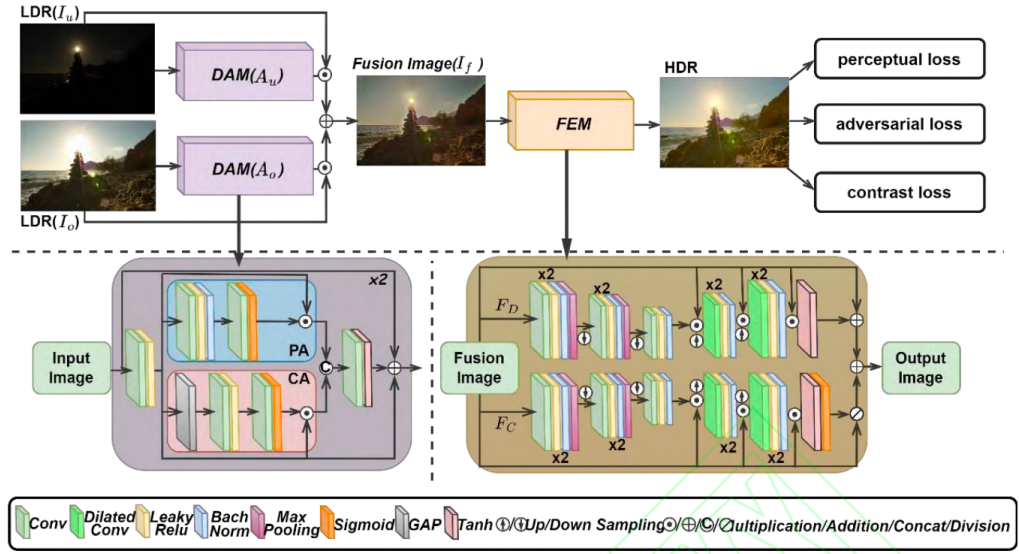 LDR(I_u)
DAM(A_u)
Fusion Image(I_f )
HDR
perceptual loss
FEM
adversarial loss
DAM(A_o)
contrast loss
LDR(I_o)
x2
PA
CA
C
Input
Image
x2
x2
x2
x2
F_D
Fusion
Image
F_C
x2
x2
x2
x2
Output
Image
Conv
Dilated
Conv
Leaky
Relu
Bach
Norm
Max
Pooling
Sigmoid
GAP
Tanh
/ Up/Down Sampling
/ / C / Multiplication/Addition/Concat/Division